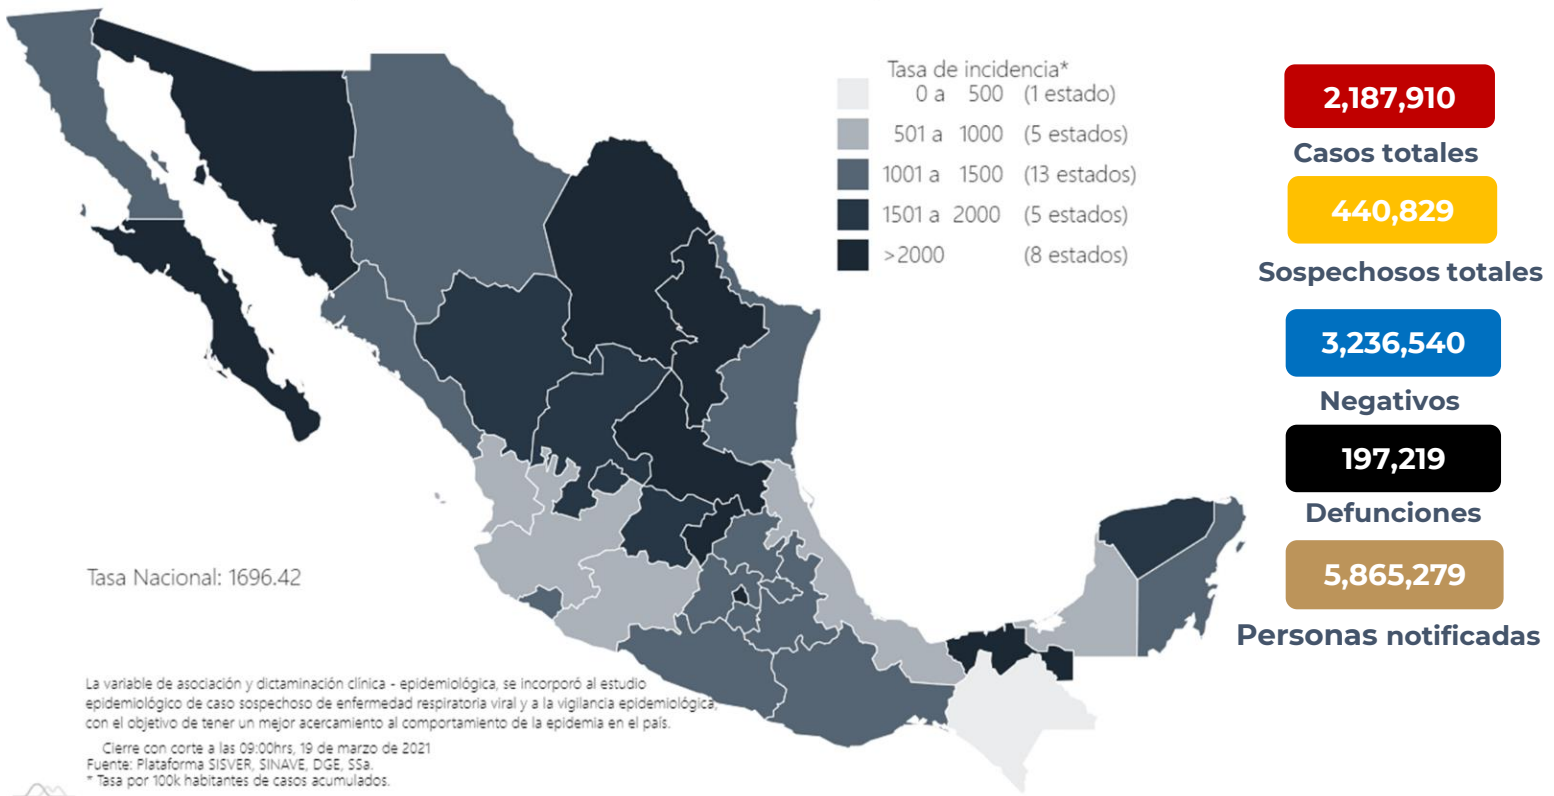 Tasa de incidencia*
0 a 500 (1 estado)
501 a 1000 (5 estados)
1001 a 1500 (13 estados)
1501 a 2000 (5 estados)
>2000 (8 estados)
2,187,910
Casos totales
440,829
Sospechosos totales
3,236,540
Negativos
197,219
Defunciones
5,865,279
Personas notificadas
Tasa Nacional: 1696.42
La variable de asociación y dictaminación clínica - epidemiológica, se incorporó al estudio
epidemiológico de caso sospechoso de enfermedad respiratoria viral y a la vigilancia epidemiológica,
con el objetivo de tener un mejor acercamiento al comportamiento de la epidemia en el país.
Cierre con corte a las 09:00hrs, 19 de marzo de 2021
Fuente: Plataforma SISVER, SINAVE, DGE, SSa.
* Tasa por 100k habitantes de casos acumulados.